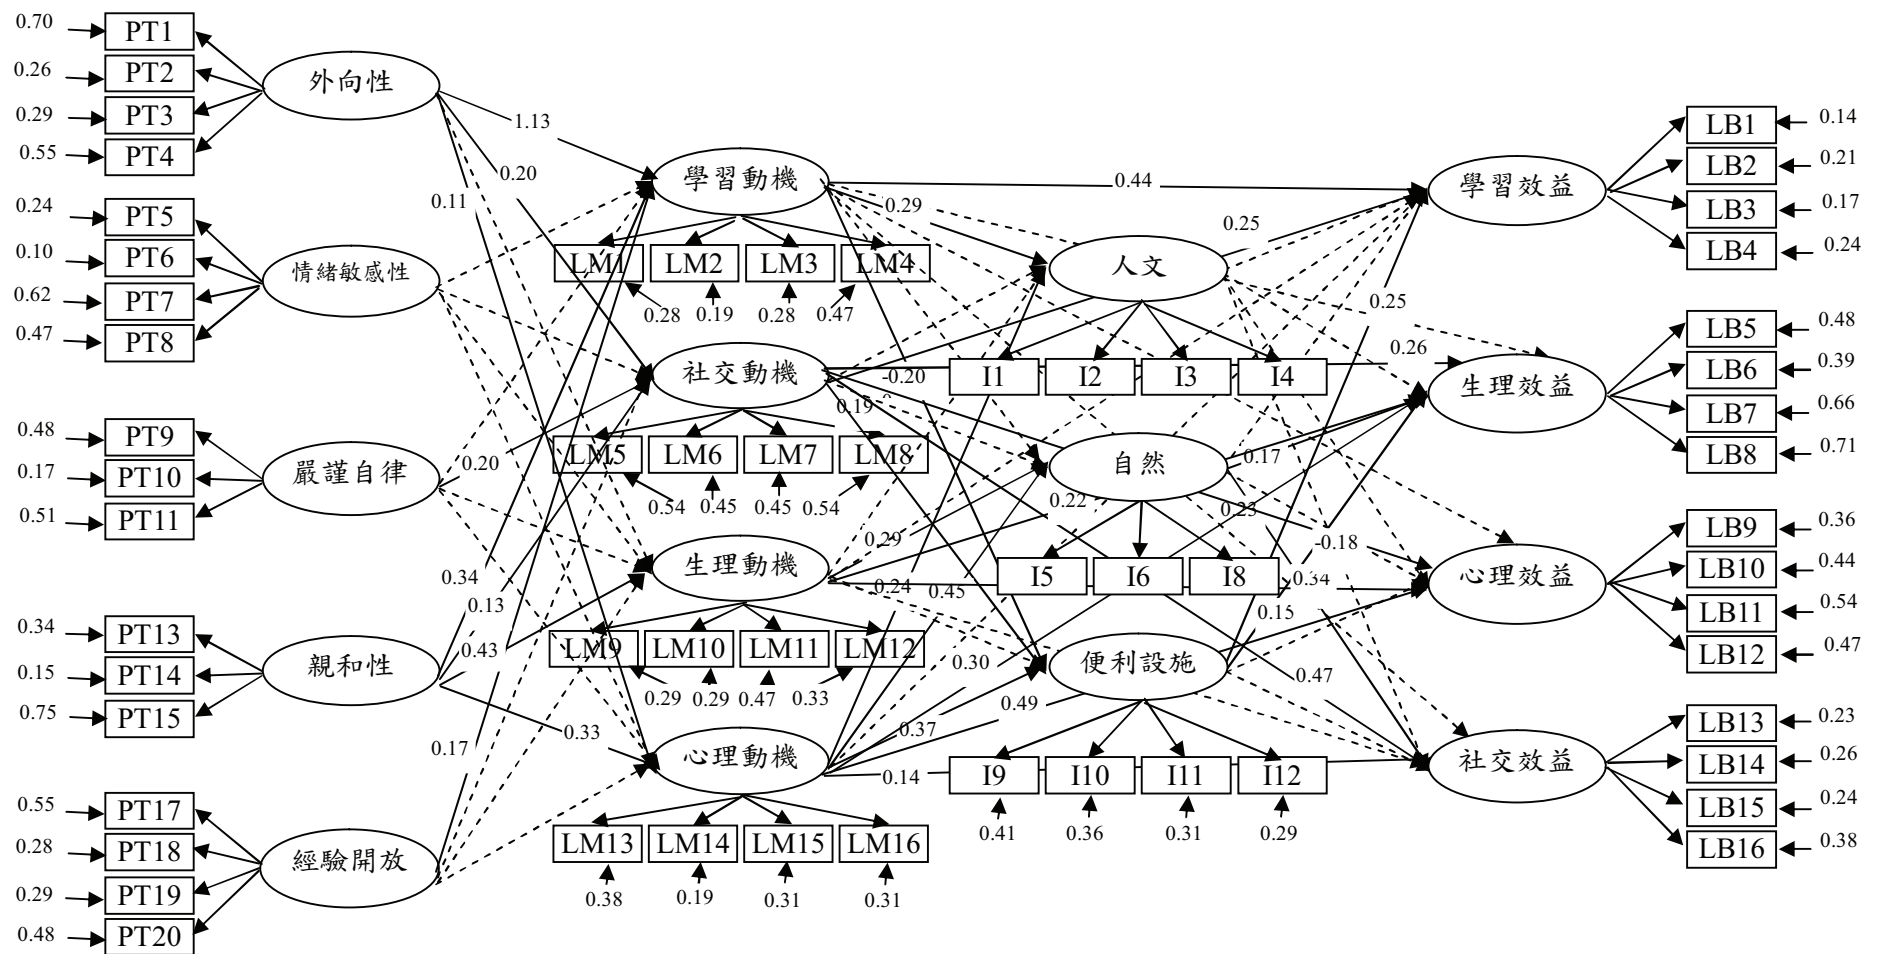 0.70 PT1
0.26 PT2
0.29 PT3
0.55 PT4
外向性
0.24 PT5
0.10 PT6
0.62 PT7
0.47 PT8
情緒敏感性
0.48 PT9
0.17 PT10
0.51 PT11
嚴謹自律
0.34 PT13
0.15 PT14
0.75 PT15
親和性
0.55 PT17
0.28 PT18
0.29 PT19
0.48 PT20
經驗開放
1.13
0.20
0.11
0.20
0.34
0.13
0.43
0.33
0.17
學習動機
LM1 LM2 LM3 LM4
0.28 0.19 0.28 0.47
社交動機
LM5 LM6 LM7 LM8
0.54 0.45 0.45 0.54
生理動機
LM9 LM10 LM11 LM12
0.29 0.29 0.47 0.33
心理動機
LM13 LM14 LM15 LM16
0.38 0.19 0.31 0.31
0.44
0.29
-0.20
0.19
0.22
0.29
0.24
0.45
0.30
0.37
0.49
0.14
人文
I1 I2 I3 I4
自然
I5 I6 I8
便利設施
I9 I10 I11 I12
0.41 0.36 0.31 0.29
0.25
0.25
0.26
0.17
0.23
-0.18
0.34
0.15
0.47
學習效益
LB1 0.14
LB2 0.21
LB3 0.17
LB4 0.24
生理效益
LB5 0.48
LB6 0.39
LB7 0.66
LB8 0.71
心理效益
LB9 0.36
LB10 0.44
LB11 0.54
LB12 0.47
社交效益
LB13 0.23
LB14 0.26
LB15 0.24
LB16 0.38